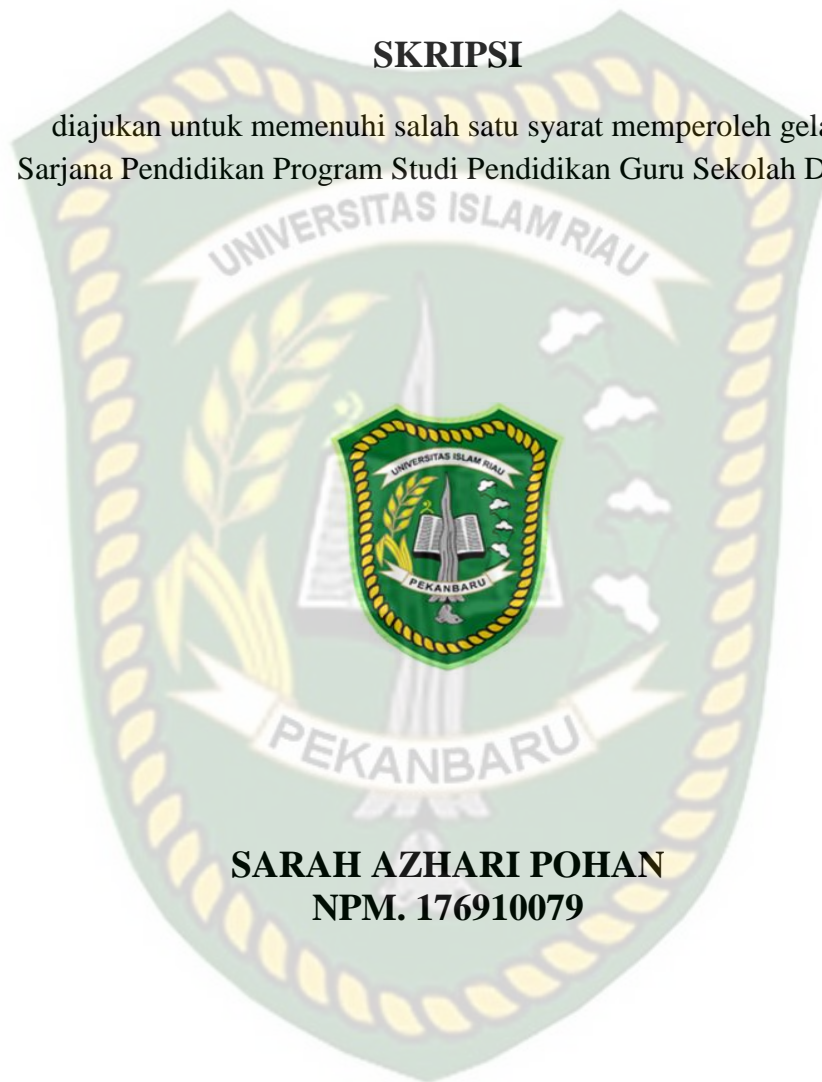 SKRIPSI
diajukan untuk memenuhi salah satu syarat memperoleh gela
Sarjana Pendidikan Program Studi Pendidikan Guru Sekolah D
UNIVERSITAS ISLAM RIAU
UNIVERSITAS ISLAM RIAU
PEKANBARU
PEKANBARU
SARAH AZHARI POHAN
NPM. 176910079